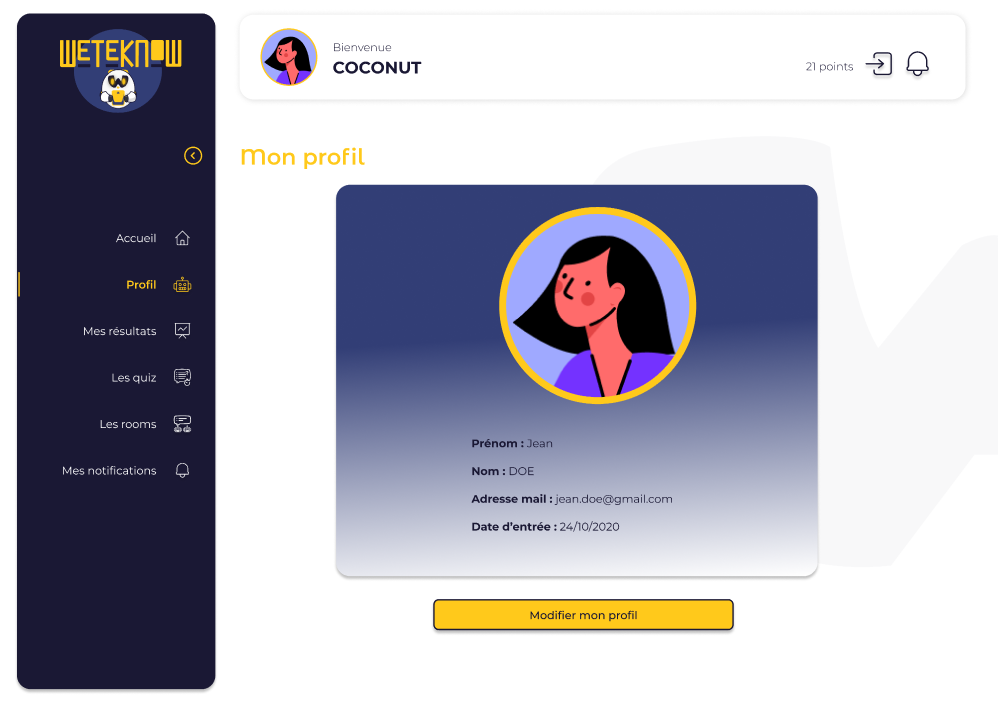 WETEKNOW
Accueil
Profil
Mes résultats
Les quiz
Les rooms
Mes notifications
Bienvenue
COCONUT
21 points
Mon profil
Prénom : Jean
Nom : DOE
Adresse mail : jean.doe@gmail.com
Date d’entrée : 24/10/2020
Modifier mon profil